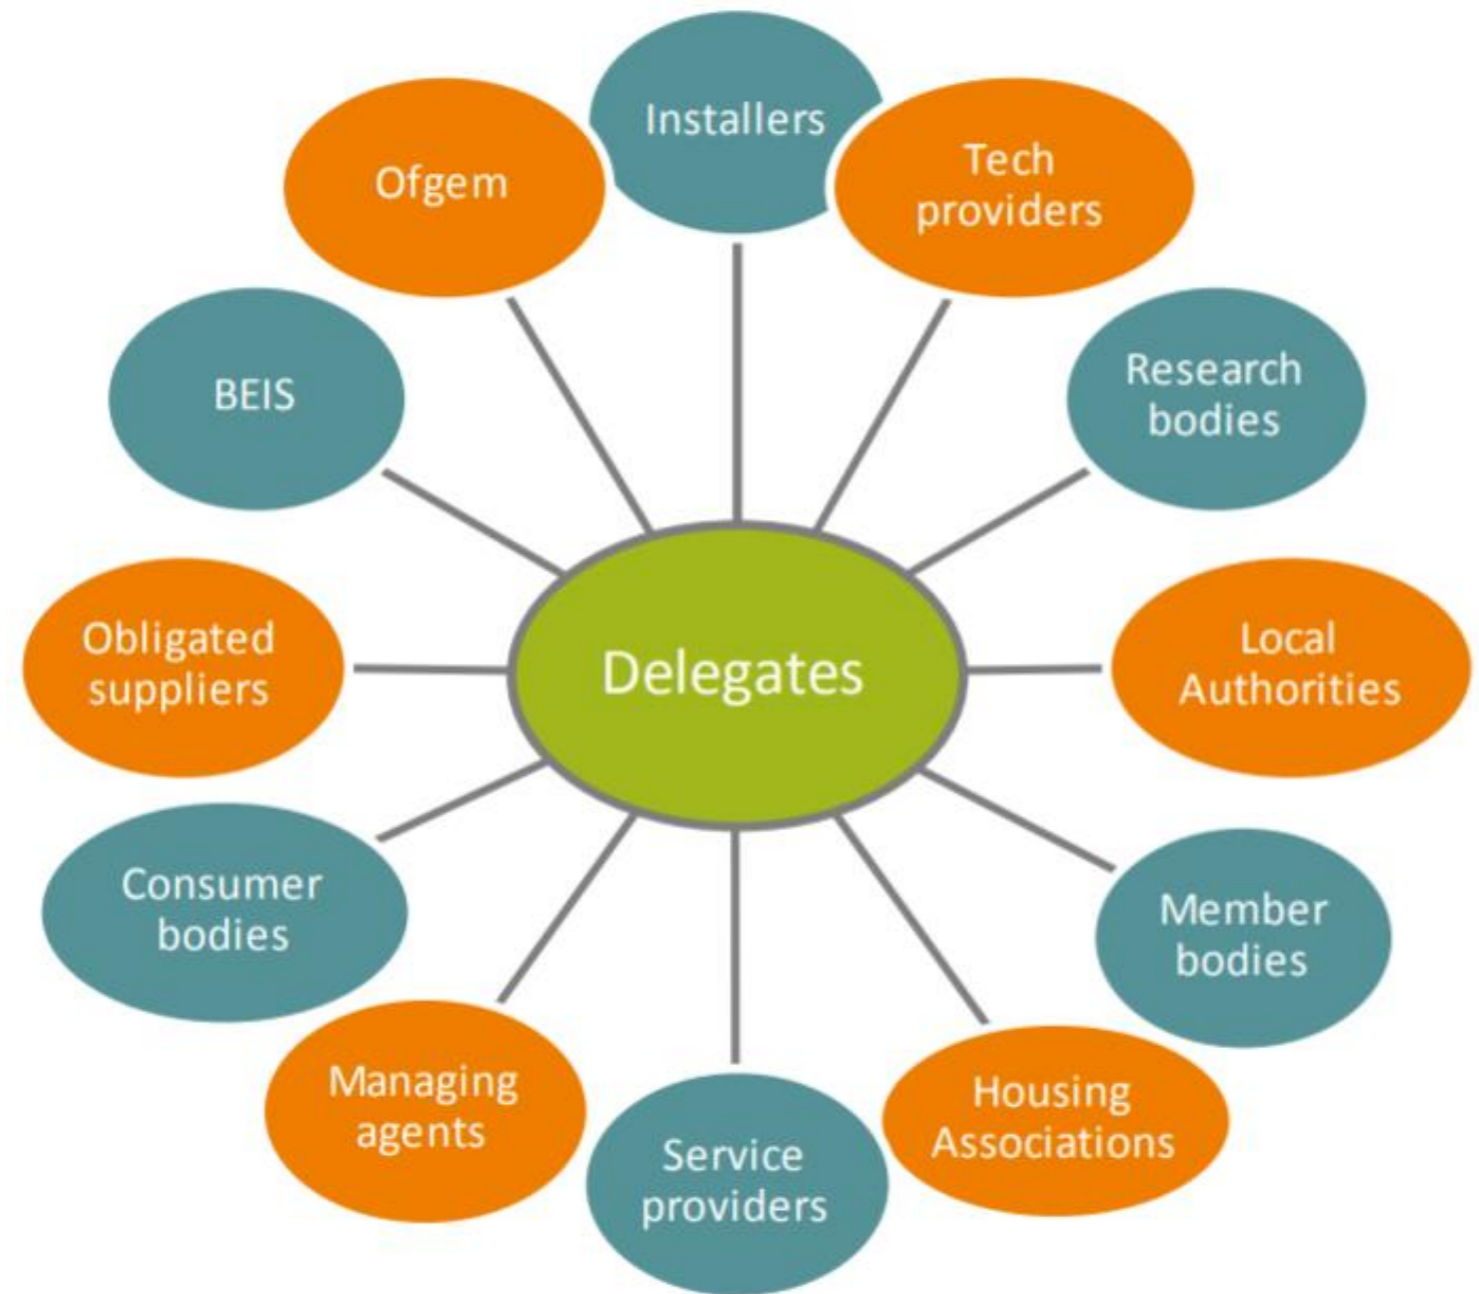 Installers
Ofgem
Tech
providers
BEIS
Research
bodies
Obligated
suppliers
Delegates
Local
Authorities
Consumer
bodies
Member
bodies
Managing
agents
Housing
Associations
Service
providers